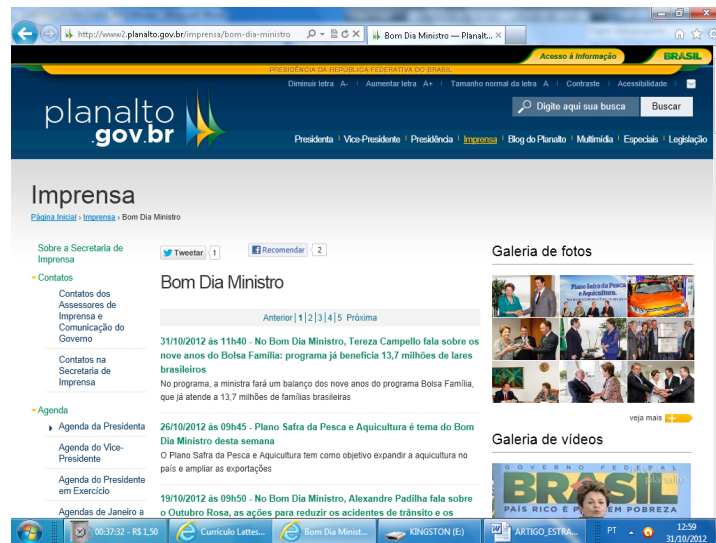 http://www2.planalto.gov.br/imprensa/bom-dia-ministro
Bom Dia Ministro — Planalt...
Acesso à Informação
BRASIL
PRESIDÊNCIA DA REPÚBLICA FEDERATIVA DO BRASIL
Diminuir letra A- | Aumentar letra A+ | Tamanho normal da letra A | Contraste | Acessibilidade
planalto
.gov.br
Digite aqui sua busca
Buscar
Presidenta | Vice-Presidente | Presidência | Imprensa | Blog do Planalto | Multimídia | Especiais | Legislação
Imprensa
Página Inicial › Imprensa › Bom Dia Ministro
Sobre a Secretaria de
Imprensa
Contatos
Contatos dos
Assessores de
Imprensa e
Comunicação do
Governo
Contatos na
Secretaria de
Imprensa
Agenda
Agenda da Presidenta
Agenda do Vice-
Presidente
Agenda do Presidente
em Exercício
Agendas de Janeiro a
Tweetar 1
Recomendar 2
Bom Dia Ministro
Anterior | 1 | 2 | 3 | 4 | 5 Próxima
31/10/2012 às 11h40 - No Bom Dia Ministro, Tereza Campello fala sobre os
nove anos do Bolsa Família: programa já beneficia 13,7 milhões de lares
brasileiros
No programa, a ministra fará um balanço dos nove anos do programa Bolsa Família,
que já atende a 13,7 milhões de famílias brasileiras
26/10/2012 às 09h45 - Plano Safra da Pesca e Aquicultura é tema do Bom
Dia Ministro desta semana
O Plano Safra da Pesca e Aquicultura tem como objetivo expandir a aquicultura no
país e ampliar as exportações
19/10/2012 às 09h50 - No Bom Dia Ministro, Alexandre Padilha fala sobre
o Outubro Rosa, as ações para reduzir os acidentes de trânsito e os
Galeria de fotos
Plano Safra da Pesca
e Aquicultura.
veja mais
Galeria de vídeos
GOVERNO FEDERAL
planalto
BRASIL
PAÍS RICO É PAÍS SEM POBREZA
00:37:32 - R$ 1,50
Currículo Lattes...
Bom Dia Minist...
KINGSTON (E:)
ARTIGO_ESTRA...
PT
12:59
31/10/2012